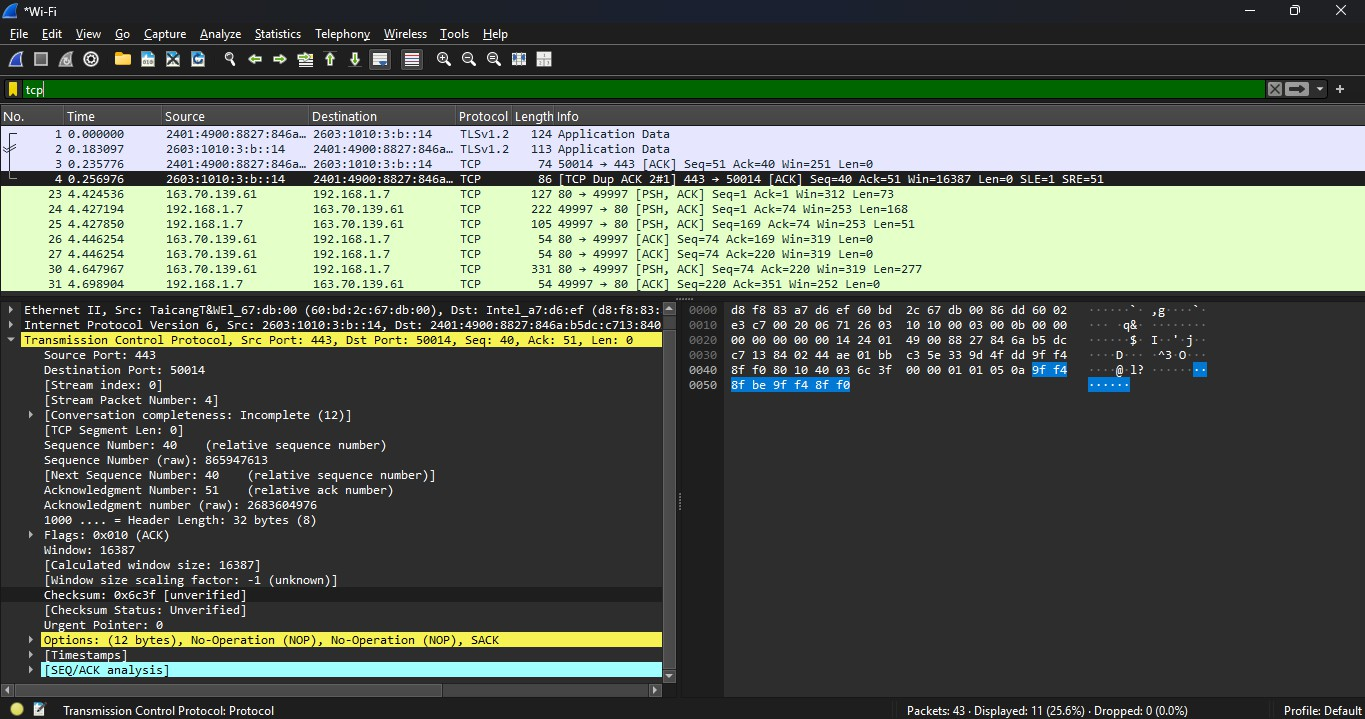 *Wi-Fi
File Edit View Go Capture Analyze Statistics Telephony Wireless Tools Help
tcp
No. Time Source Destination Protocol Length Info
1 0.000000 2401:4900:8827:846a… 2603:1010:3:b::14 TLSv1.2 124 Application Data
2 0.183097 2603:1010:3:b::14 2401:4900:8827:846a… TLSv1.2 113 Application Data
3 0.235776 2401:4900:8827:846a… 2603:1010:3:b::14 TCP 74 50014 → 443 [ACK] Seq=51 Ack=40 Win=251 Len=0
4 0.256976 2603:1010:3:b::14 2401:4900:8827:846a… TCP 86 [TCP Dup ACK 2#1] 443 → 50014 [ACK] Seq=40 Ack=51 Win=16387 Len=0 SLE=1 SRE=51
23 4.424536 163.70.139.61 192.168.1.7 TCP 127 80 → 49997 [PSH, ACK] Seq=1 Ack=1 Win=312 Len=73
24 4.427194 192.168.1.7 163.70.139.61 TCP 222 49997 → 80 [PSH, ACK] Seq=1 Ack=74 Win=253 Len=168
25 4.427850 192.168.1.7 163.70.139.61 TCP 105 49997 → 80 [PSH, ACK] Seq=169 Ack=74 Win=253 Len=51
26 4.446254 163.70.139.61 192.168.1.7 TCP 54 80 → 49997 [ACK] Seq=74 Ack=169 Win=319 Len=0
27 4.446254 163.70.139.61 192.168.1.7 TCP 54 80 → 49997 [ACK] Seq=74 Ack=220 Win=319 Len=0
30 4.647967 163.70.139.61 192.168.1.7 TCP 331 80 → 49997 [PSH, ACK] Seq=74 Ack=220 Win=319 Len=277
31 4.698904 192.168.1.7 163.70.139.61 TCP 54 49997 → 80 [ACK] Seq=220 Ack=351 Win=252 Len=0
Ethernet II, Src: TaicangT&WEl_67:db:00 (60:bd:2c:67:db:00), Dst: Intel_a7:d6:ef (d8:f8:83:
Internet Protocol Version 6, Src: 2603:1010:3:b::14, Dst: 2401:4900:8827:846a:b5dc:c713:840
Transmission Control Protocol, Src Port: 443, Dst Port: 50014, Seq: 40, Ack: 51, Len: 0
Source Port: 443
Destination Port: 50014
[Stream index: 0]
[Stream Packet Number: 4]
[Conversation completeness: Incomplete (12)]
[TCP Segment Len: 0]
Sequence Number: 40 (relative sequence number)
Sequence Number (raw): 865947613
[Next Sequence Number: 40 (relative sequence number)]
Acknowledgment Number: 51 (relative ack number)
Acknowledgment number (raw): 2683604976
1000 .... = Header Length: 32 bytes (8)
Flags: 0x010 (ACK)
Window: 16387
[Calculated window size: 16387]
[Window size scaling factor: -1 (unknown)]
Checksum: 0x6c3f [unverified]
[Checksum Status: Unverified]
Urgent Pointer: 0
Options: (12 bytes), No-Operation (NOP), No-Operation (NOP), SACK
[Timestamps]
[SEQ/ACK analysis]
0000 d8 f8 83 a7 d6 ef 60 bd 2c 67 db 00 86 dd 60 02 ······`· ,g····`·
0010 e3 c7 00 20 06 71 26 03 10 10 00 03 00 0b 00 00 ··· ·q&· ········
0020 00 00 00 00 00 14 24 01 49 00 88 27 84 6a b5 dc ······$· I··'·j··
0030 c7 13 84 02 44 ae 01 bb c3 5e 33 9d 4f dd 9f f4 ····D··· ·^3·O···
0040 8f f0 80 10 40 03 6c 3f 00 00 01 01 05 0a 9f f4 ····@·l? ········
0050 8f be 9f f4 8f f0 ······
Transmission Control Protocol: Protocol
Packets: 43 · Displayed: 11 (25.6%) · Dropped: 0 (0.0%)
Profile: Default